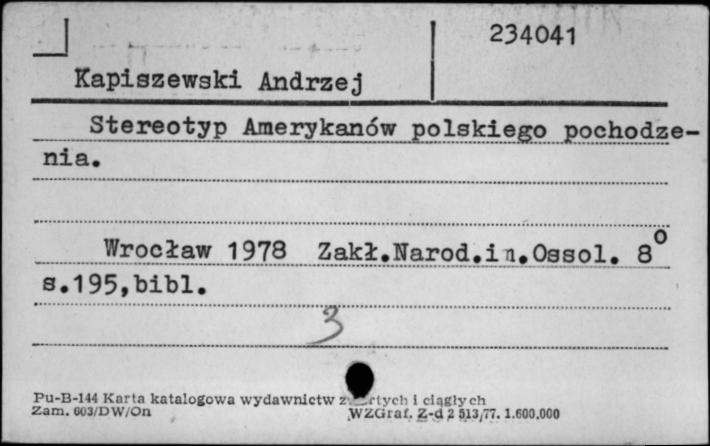 234041
Kapiszewski Andrzej
Stereotyp Amerykanów polskiego pochodze-
nia.
Wrocław 1978 Zakł.Narod.in.Ossol. 8°
s.195,bibl.
3
Pu-B-144 Karta katalogowa wydawnictw i ciągłych
Zam. 603/DW/On WZGraf. Z-d 2 513/77. 1.600.000